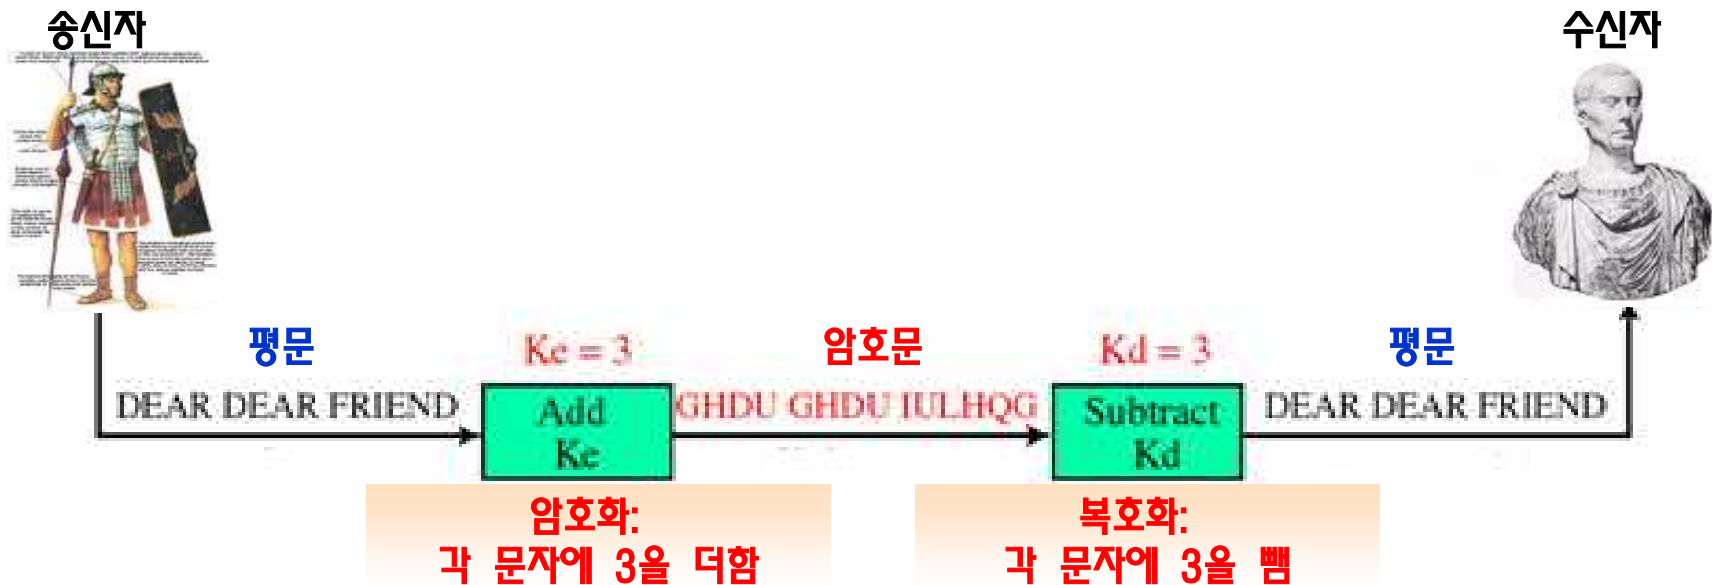 송신자
수신자
평문
Ke = 3
암호문
Kd = 3
평문
DEAR DEAR FRIEND
Add
Ke
GHDU GHDU IULHQG
Subtract
Kd
DEAR DEAR FRIEND
암호화:
각 문자에 3을 더함
복호화:
각 문자에 3을 뺌